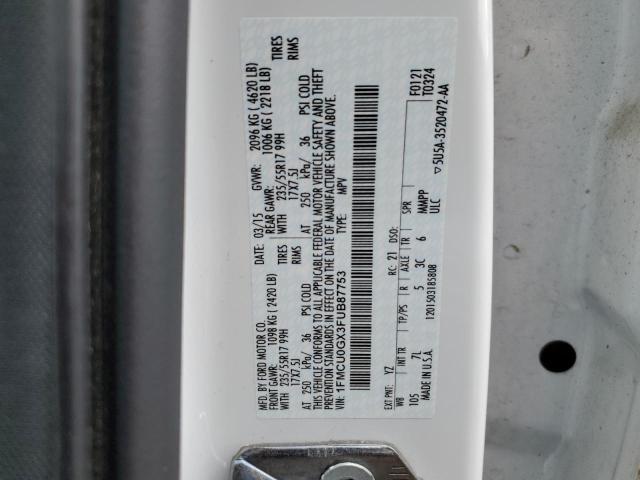 MFD. BY FORD MOTOR CO.
DATE: 03/15 GVWR: 2096 KG ( 4620 LB)
FRONT GAWR: 1098 KG ( 2420 LB) REAR GAWR: 1006 KG ( 2218 LB)
WITH 235/55R17 99H TIRES WITH 235/55R17 99H TIRES
17X7.5J RIMS 17X7.5J RIMS
AT 250 kPa/ 36 PSI COLD AT 250 kPa/ 36 PSI COLD
THIS VEHICLE CONFORMS TO ALL APPLICABLE FEDERAL MOTOR VEHICLE SAFETY AND THEFT
PREVENTION STANDARDS IN EFFECT ON THE DATE OF MANUFACTURE SHOWN ABOVE.
VIN: 1FMCU0GX3FUB87753 MPV
EXT PNT: YZ RC: 21 DSO: F0121
T0324
WB INT TR TP/PS R AXLE TR SPR
105 7L 5 3C 6 MMPP
MADE IN U.S.A. ULC
▽5U5A-3520472-AA
1201503185808